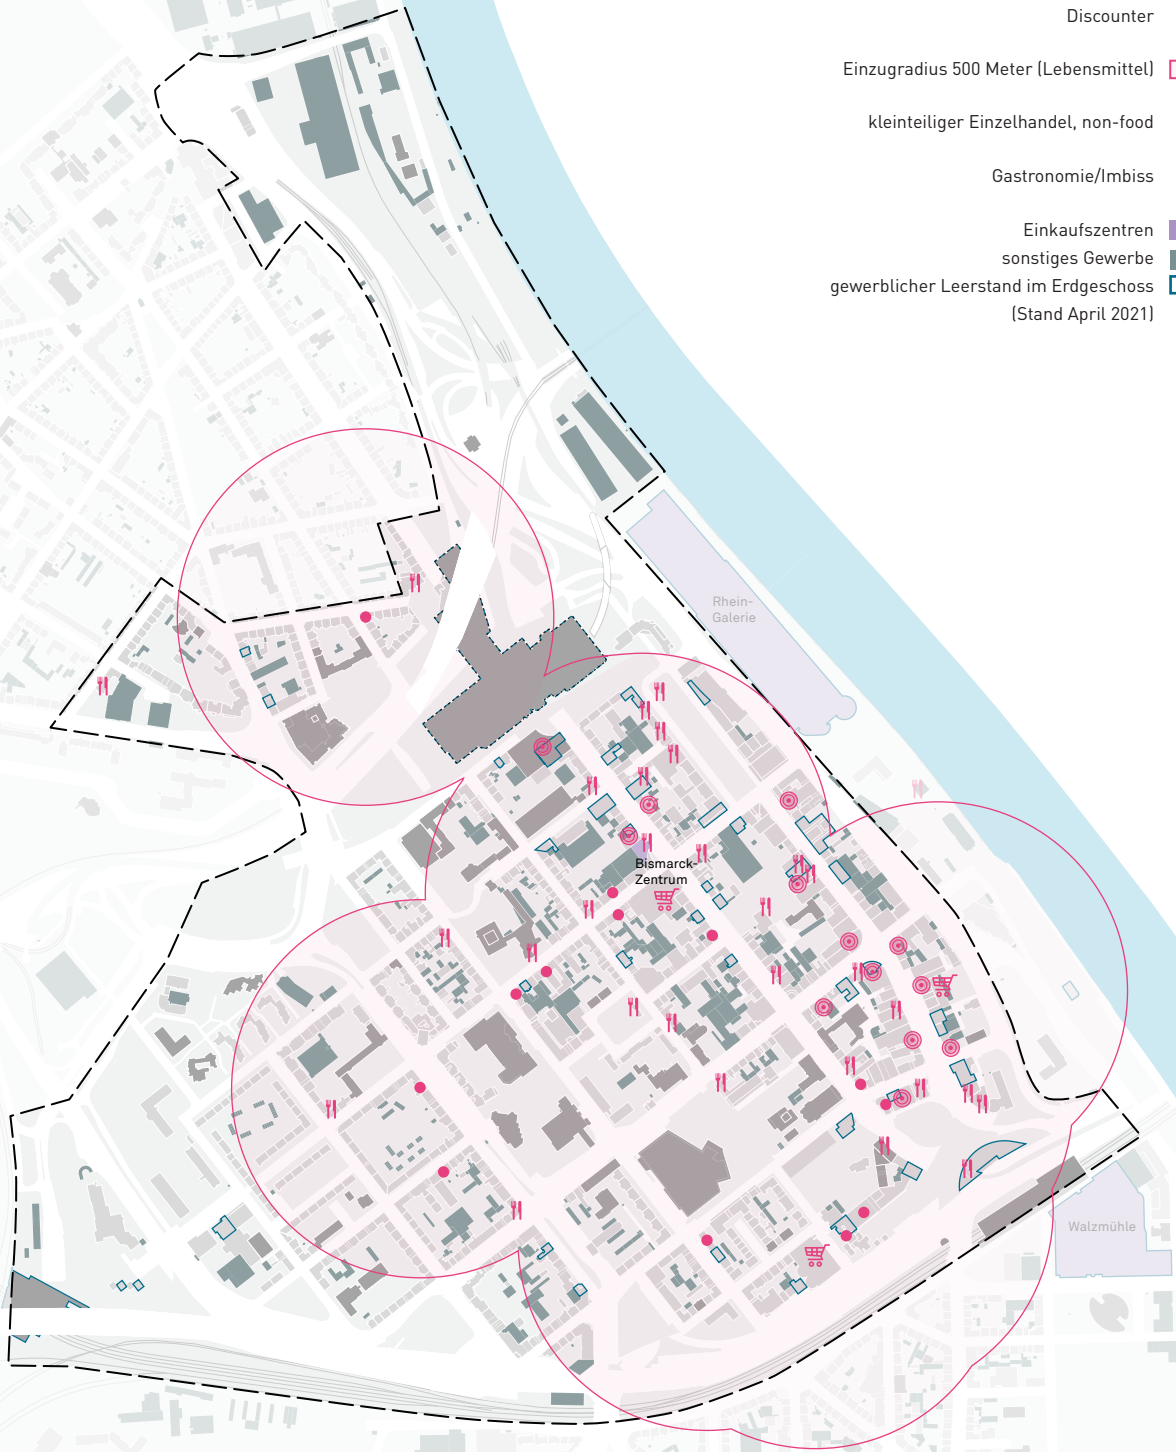 Discounter
Einzugradius 500 Meter (Lebensmittel)
kleinteiliger Einzelhandel, non-food
Gastronomie/Imbiss
Einkaufszentren
sonstiges Gewerbe
gewerblicher Leerstand im Erdgeschoss
(Stand April 2021)
Rhein-
Galerie
Bismarck-
Zentrum
Walzmühle